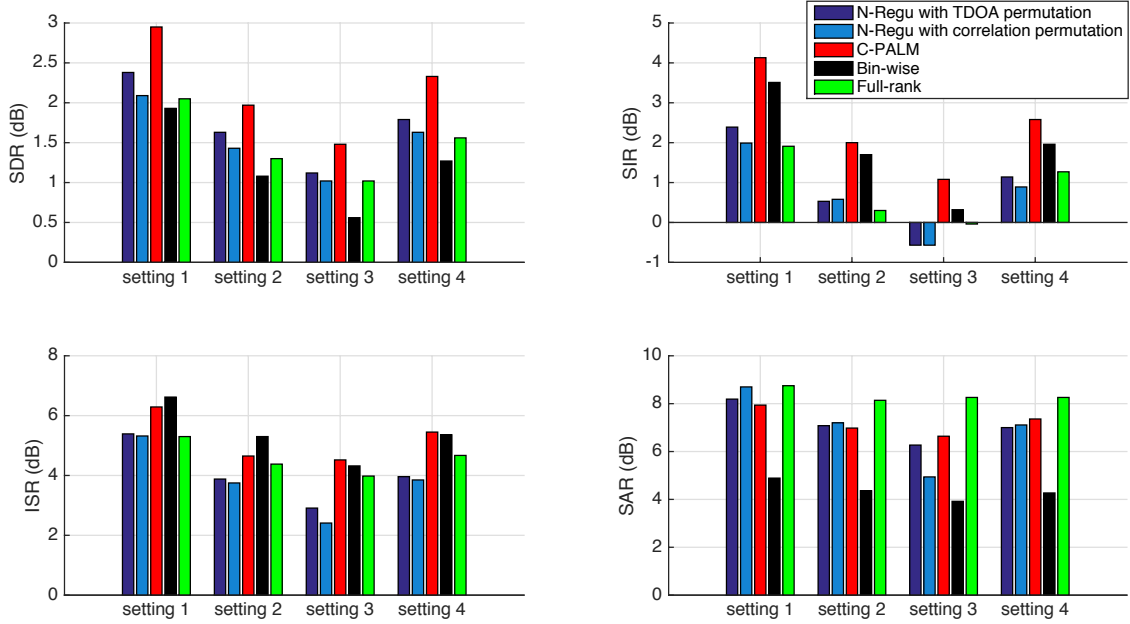 3
2.5
2
1.5
1
0.5
0
SDR (dB)
setting 1
setting 2
setting 3
setting 4
5
4
3
2
1
0
-1
SIR (dB)
setting 1
setting 2
setting 3
setting 4
N-Regu with TDOA permutation
N-Regu with correlation permutation
C-PALM
Bin-wise
Full-rank
8
6
4
2
0
ISR (dB)
setting 1
setting 2
setting 3
setting 4
10
8
6
4
2
0
SAR (dB)
setting 1
setting 2
setting 3
setting 4